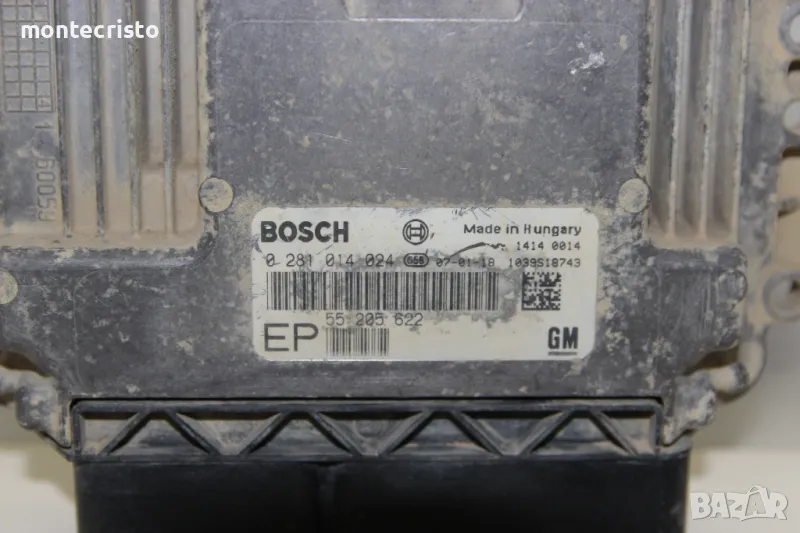 montecristo
BOSCH
Made in Hungary
1414 0014
0 281 014 024 07-01-18 1039S18743
EP 55 205 622
GM
BAZAR